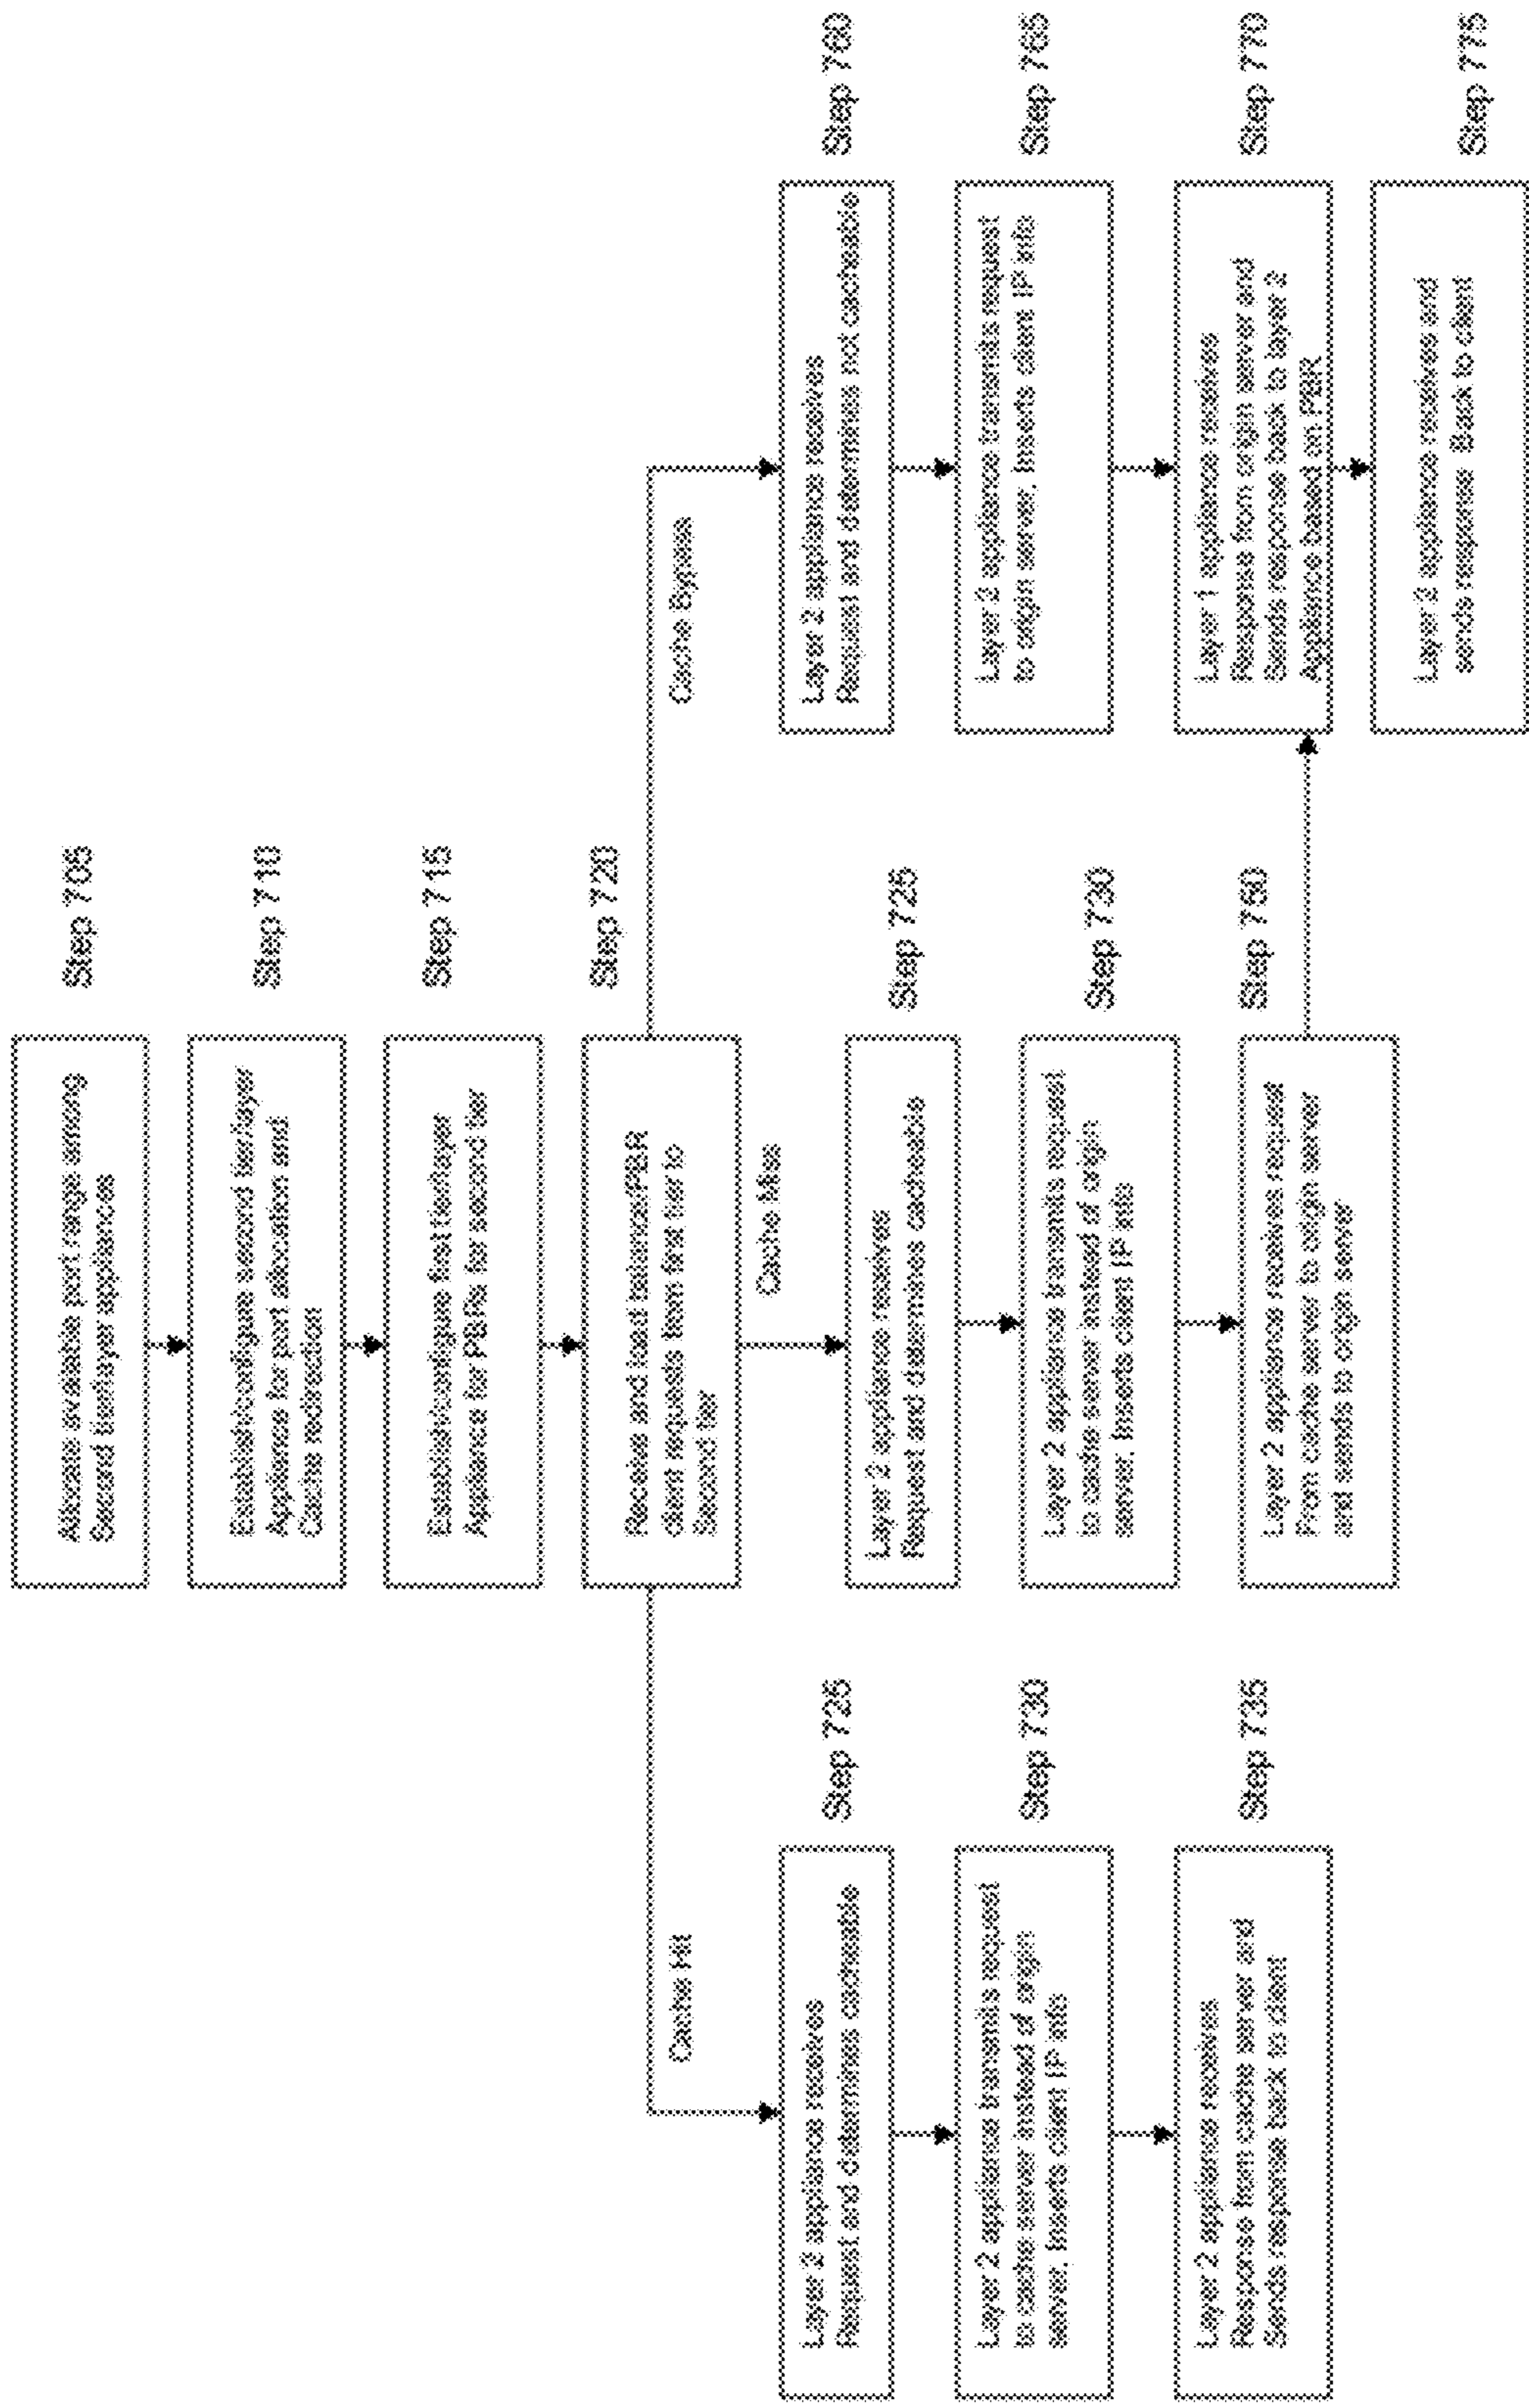 Allocate available port range among
Second tier/layer appliances
Step 705
Establish/configue second tier/layer
Appliance for port allocation and
Cache redirection
Step 710
Establish/configue first tier/layer
Appliance for PBRs for second tier
Step 715
Receive and load balance/PBR
client requests from first tier to
Second tier
Step 720
Cache Hit
Cache Miss
Cache Bypass
Layer 2 appliance receives
Request and determines cacheable
Step 725
Layer 2 appliance transmits request
to cache server instead of origin
server, Inserts client IP info
Step 730
Layer 2 appliance receives
Response from cache server and
Sends response back to client
Step 735
Layer 2 appliance receives
Request and determines cacheable
Step 725
Layer 2 appliance transmits request
to cache server instead of origin
server, Inserts client IP info
Step 730
Layer 2 appliance receives request
From cache server to origin server
and sends to origin server
Step 750
Layer 2 appliance receives
Request and determines not cacheable
Step 760
Layer 2 appliance transmits request
to origin server, Inserts client IP info
Step 765
Layer 1 appliance receives
Response from origin server and
Sends response back to layer 2
Appliance based on PBR
Step 770
Layer 2 appliance receives and
sends response Back to client
Step 775